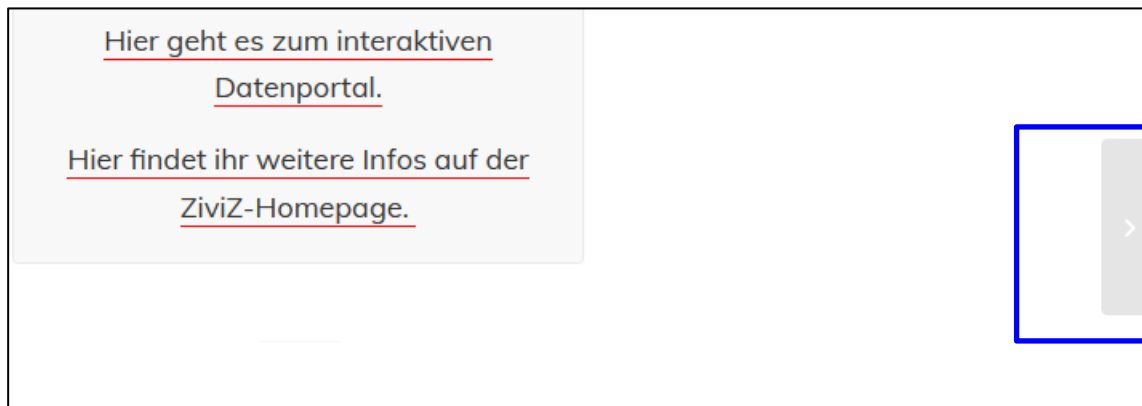 Hier geht es zum interaktiven
Datenportal.
Hier findet ihr weitere Infos auf der
ZiviZ-Homepage.